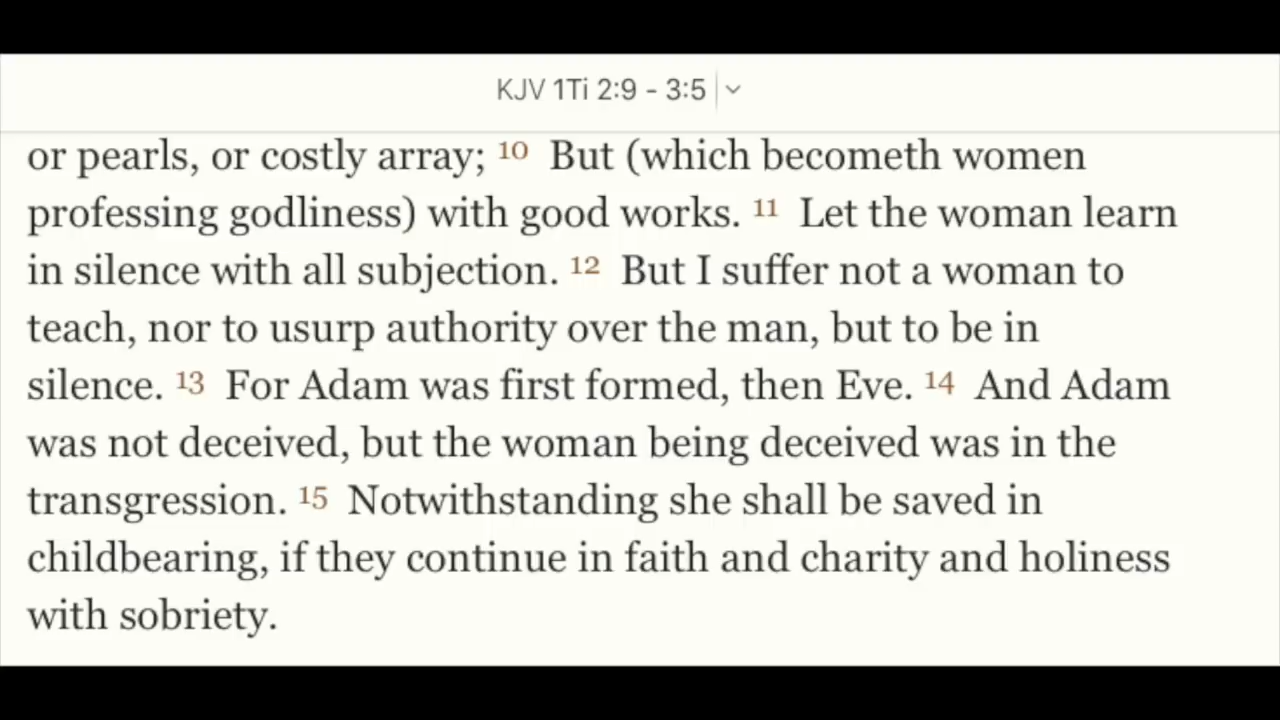 KJV 1Ti 2:9 - 3:5
or pearls, or costly array; 10 But (which becometh women
professing godliness) with good works. 11 Let the woman learn
in silence with all subjection. 12 But I suffer not a woman to
teach, nor to usurp authority over the man, but to be in
silence. 13 For Adam was first formed, then Eve. 14 And Adam
was not deceived, but the woman being deceived was in the
transgression. 15 Notwithstanding she shall be saved in
childbearing, if they continue in faith and charity and holiness
with sobriety.